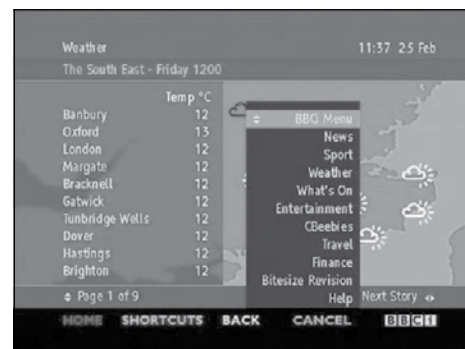 Weather 11:37 25 Feb
The South East - Friday 1200
Temp °C
Banbury 12
Oxford 13
London 12
Margate 12
Bracknell 12
Gatwick 12
Tunbridge Wells 12
Dover 12
Hastings 12
Brighton 12
BBC Menu
News
Sport
Weather
What's On
Entertainment
CBeebies
Travel
Finance
Bitesize Revision
Help
Page 1 of 9 Next Story
HOME SHORTCUTS BACK CANCEL BBC1